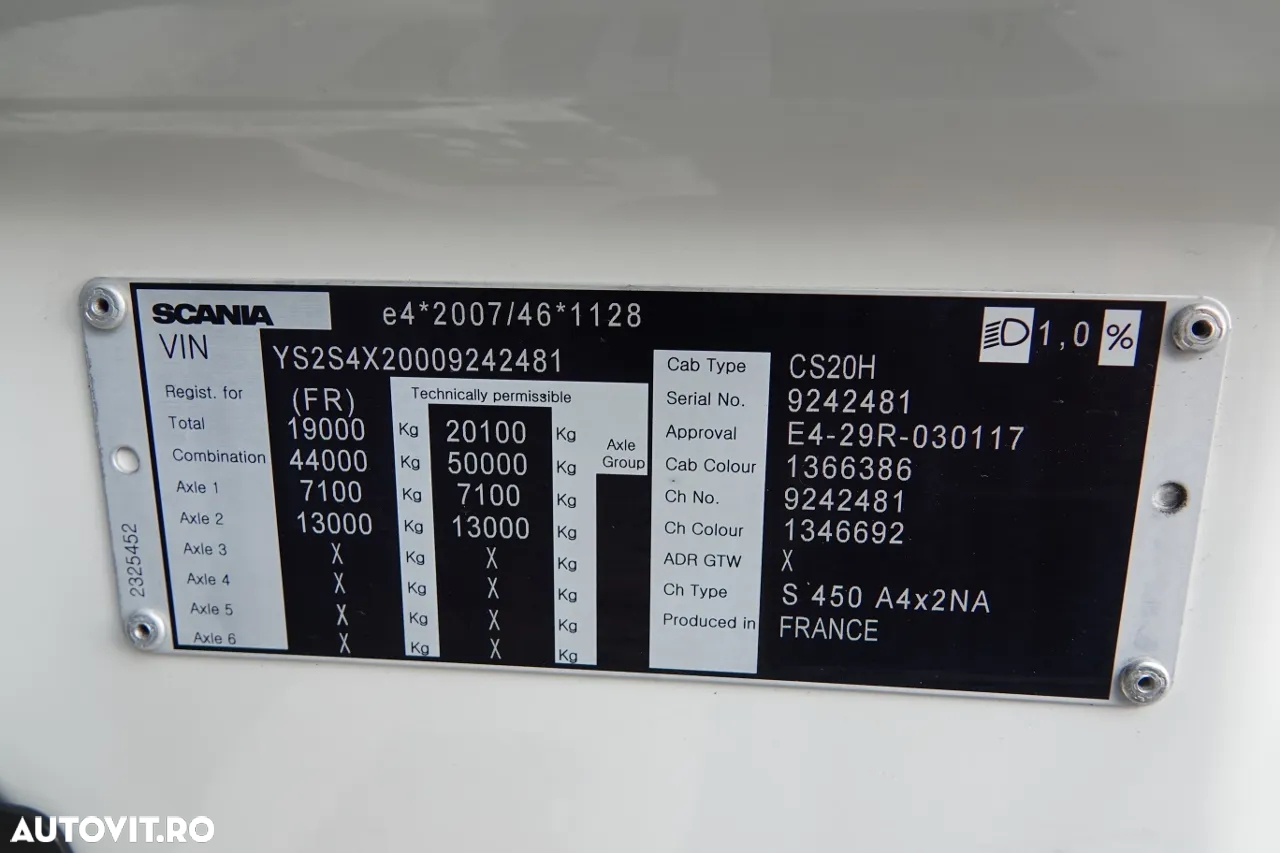 SCANIA e4*2007/46*1128 1,0 %
VIN YS2S4X20009242481
Regist. for (FR) Technically permissible
Total 19000 Kg 20100 Kg Axle Group
Combination 44000 Kg 50000 Kg
Axle 1 7100 Kg 7100 Kg
Axle 2 13000 Kg 13000 Kg
Axle 3 X Kg X Kg
Axle 4 X Kg X Kg
Axle 5 X Kg X Kg
Axle 6 X Kg X Kg
Cab Type CS20H
Serial No. 9242481
Approval E4-29R-030117
Cab Colour 1366386
Ch No. 9242481
Ch Colour 1346692
ADR GTW X
Ch Type S 450 A4x2NA
Produced in FRANCE
2325452
AUTOVIT.RO